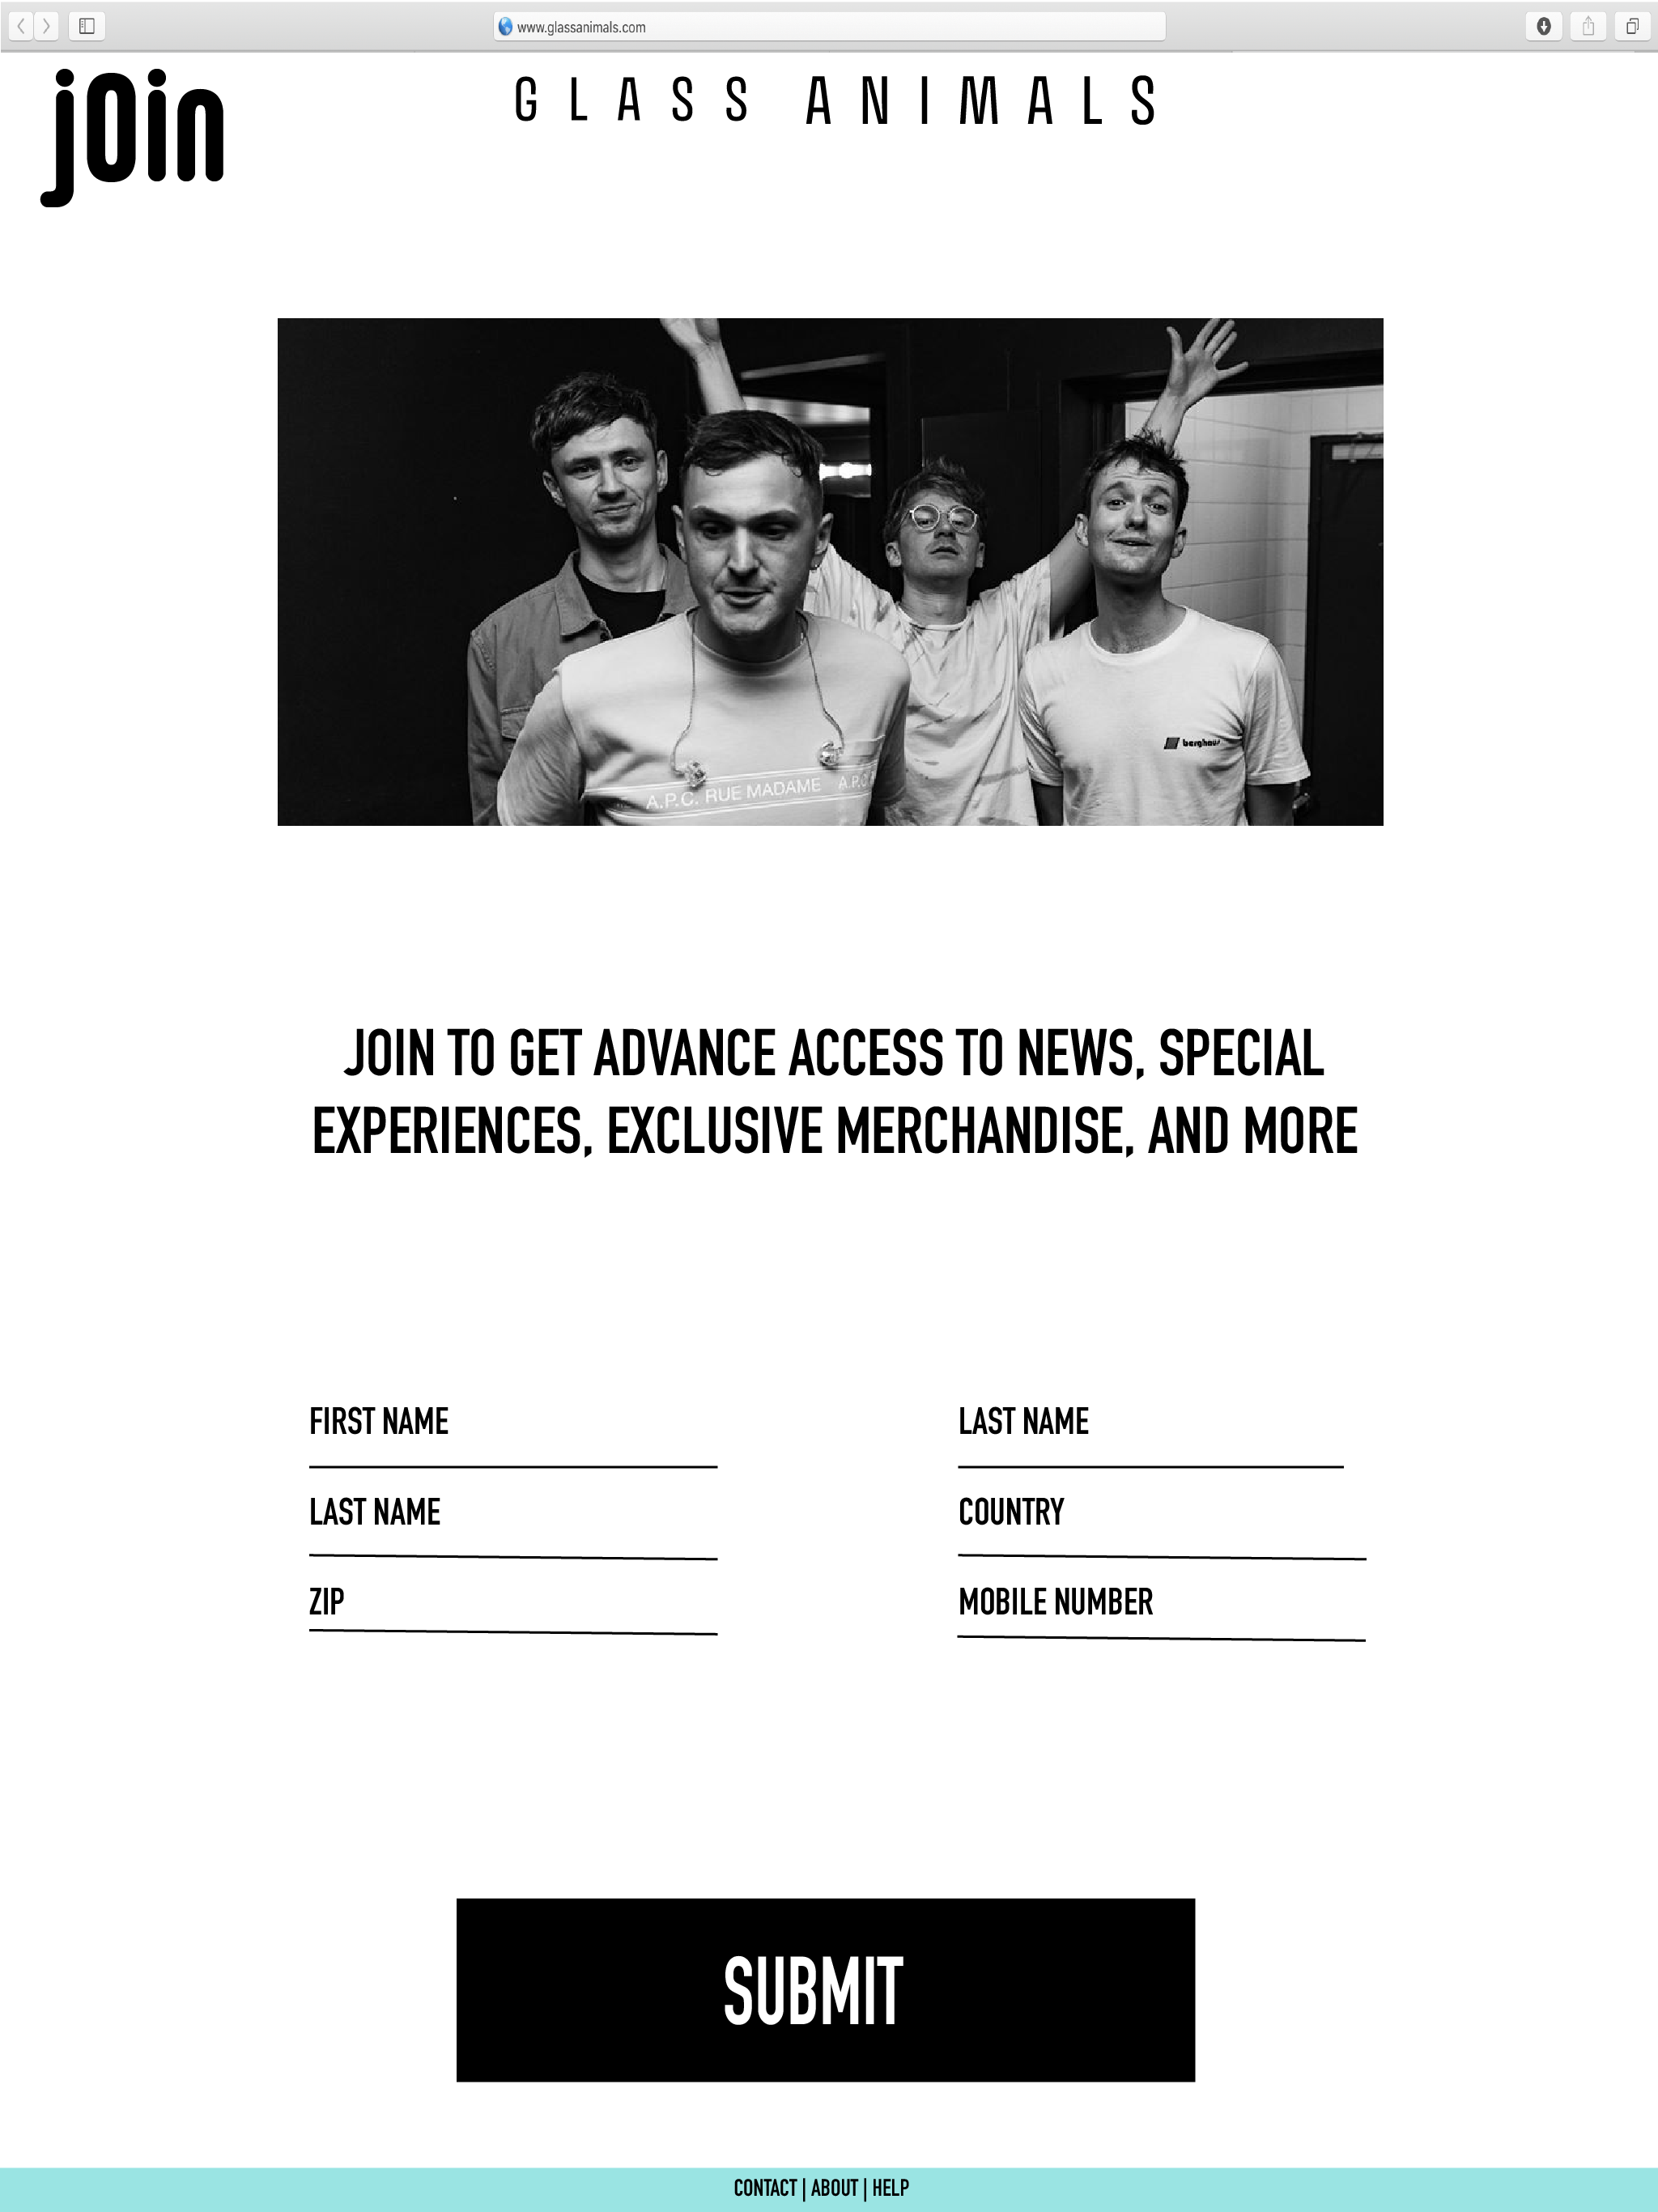 www.glassanimals.com
jOin
GLASS ANIMALS
A.P.C. RUE MADAME A.P.C
berghaus
JOIN TO GET ADVANCE ACCESS TO NEWS, SPECIAL
EXPERIENCES, EXCLUSIVE MERCHANDISE, AND MORE
FIRST NAME
LAST NAME
LAST NAME
COUNTRY
ZIP
MOBILE NUMBER
SUBMIT
CONTACT | ABOUT | HELP